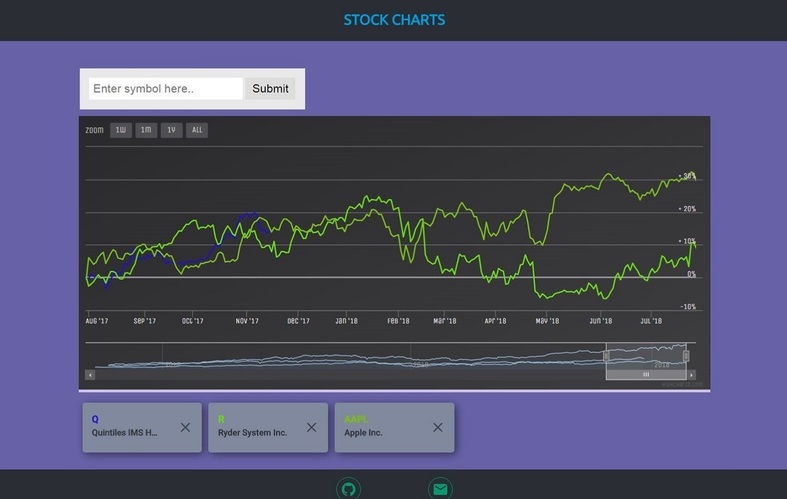 STOCK CHARTS
Enter symbol here..
Submit
ZOOM 1W 1M 1Y ALL
+ 30%
+ 20%
+ 10%
0%
-10%
AUG '17 SEP '17 OCT '17 NOV '17 DEC '17 JAN '18 FEB '18 MAR '18 APR '18 MAY '18 JUN '18 JUL '18
2018
Q
Quintiles IMS H...
R
Ryder System Inc.
AAPL
Apple Inc.